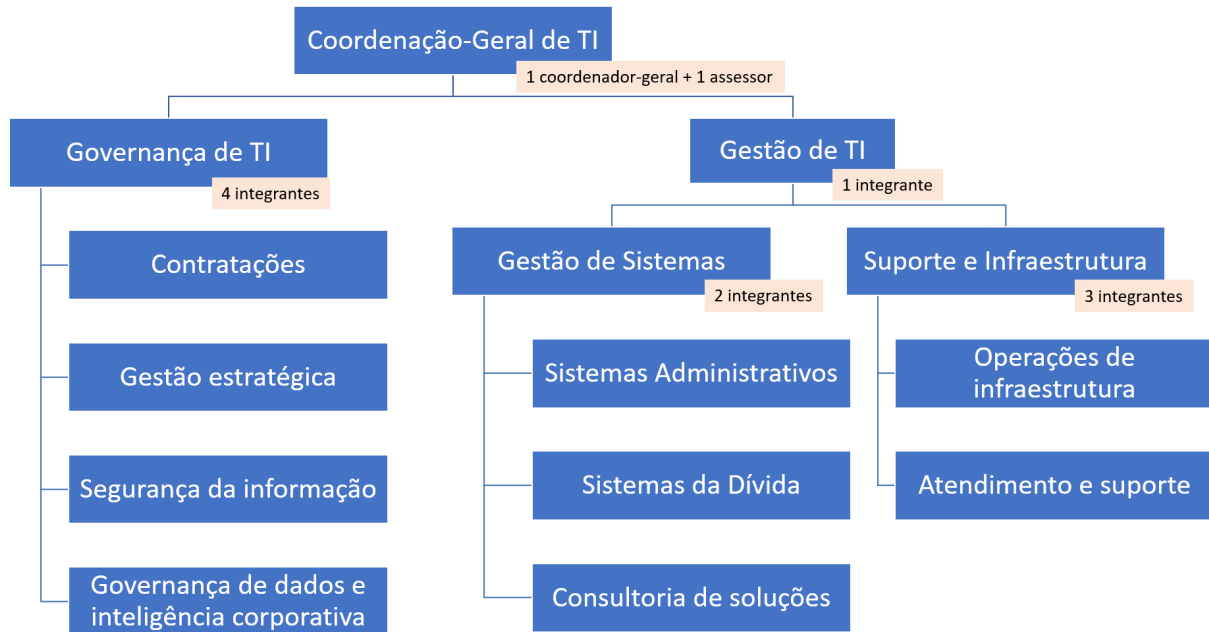 Coordenação-Geral de TI
1 coordenador-geral + 1 assessor
Governança de TI
4 integrantes
Contratações
Gestão estratégica
Segurança da informação
Governança de dados e
inteligência corporativa
Gestão de TI
1 integrante
Gestão de Sistemas
2 integrantes
Sistemas Administrativos
Sistemas da Dívida
Consultoria de soluções
Suporte e Infraestrutura
3 integrantes
Operações de
infraestrutura
Atendimento e suporte